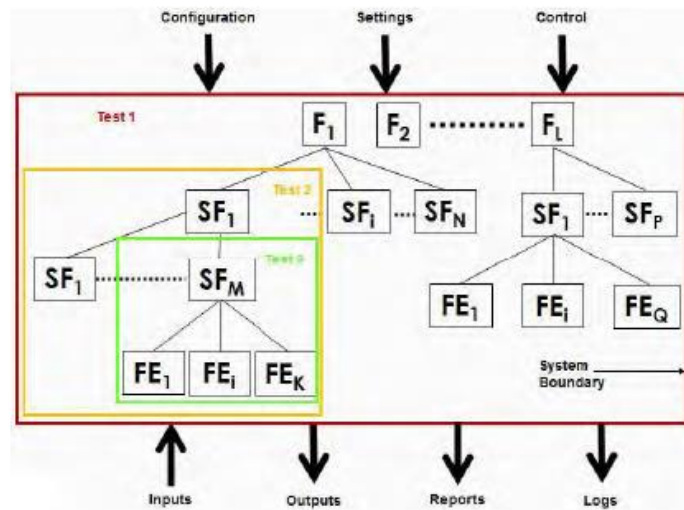 Configuration Settings Control
Test 1
F1 F2 FL
Test 2
SF1 SFi SFN SF1 SFP
Test 3
SF1 SFM
FE1 FEi FEQ
FE1 FEi FEK
System
Boundary
Inputs Outputs Reports Logs